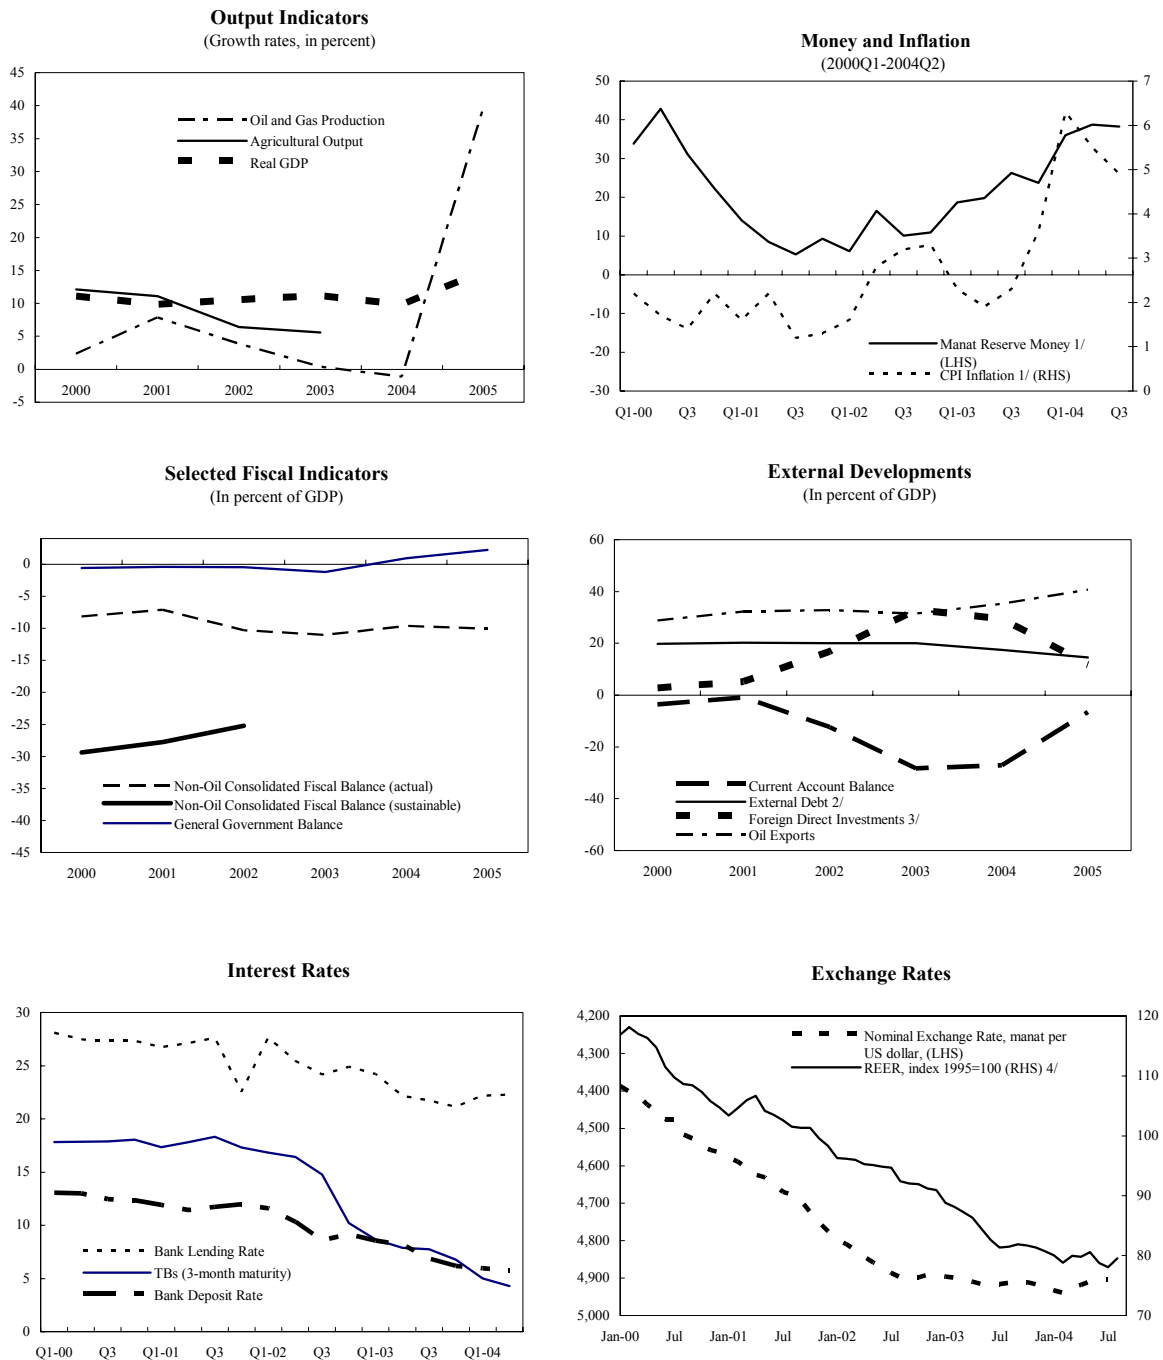 Output Indicators
(Growth rates, in percent)
45
40
35
30
25
20
15
10
5
0
-5
Oil and Gas Production
Agricultural Output
Real GDP
2000 2001 2002 2003 2004 2005
Money and Inflation
(2000Q1-2004Q2)
50
40
30
20
10
0
-10
-20
-30
7
6
5
4
3
2
1
0
Manat Reserve Money 1/
(LHS)
CPI Inflation 1/ (RHS)
Q1-00 Q3 Q1-01 Q3 Q1-02 Q3 Q1-03 Q3 Q1-04 Q3
Selected Fiscal Indicators
(In percent of GDP)
0
-5
-10
-15
-20
-25
-30
-35
-40
-45
Non-Oil Consolidated Fiscal Balance (actual)
Non-Oil Consolidated Fiscal Balance (sustainable)
General Government Balance
2000 2001 2002 2003 2004 2005
External Developments
(In percent of GDP)
60
40
20
0
-20
-40
-60
Current Account Balance
External Debt 2/
Foreign Direct Investments 3/
Oil Exports
2000 2001 2002 2003 2004 2005
Interest Rates
30
25
20
15
10
5
0
Bank Lending Rate
TBs (3-month maturity)
Bank Deposit Rate
Q1-00 Q3 Q1-01 Q3 Q1-02 Q3 Q1-03 Q3 Q1-04
Exchange Rates
4,200
4,300
4,400
4,500
4,600
4,700
4,800
4,900
5,000
120
110
100
90
80
70
Nominal Exchange Rate, manat per
US dollar, (LHS)
REER, index 1995=100 (RHS) 4/
Jan-00 Jul Jan-01 Jul Jan-02 Jul Jan-03 Jul Jan-04 Jul